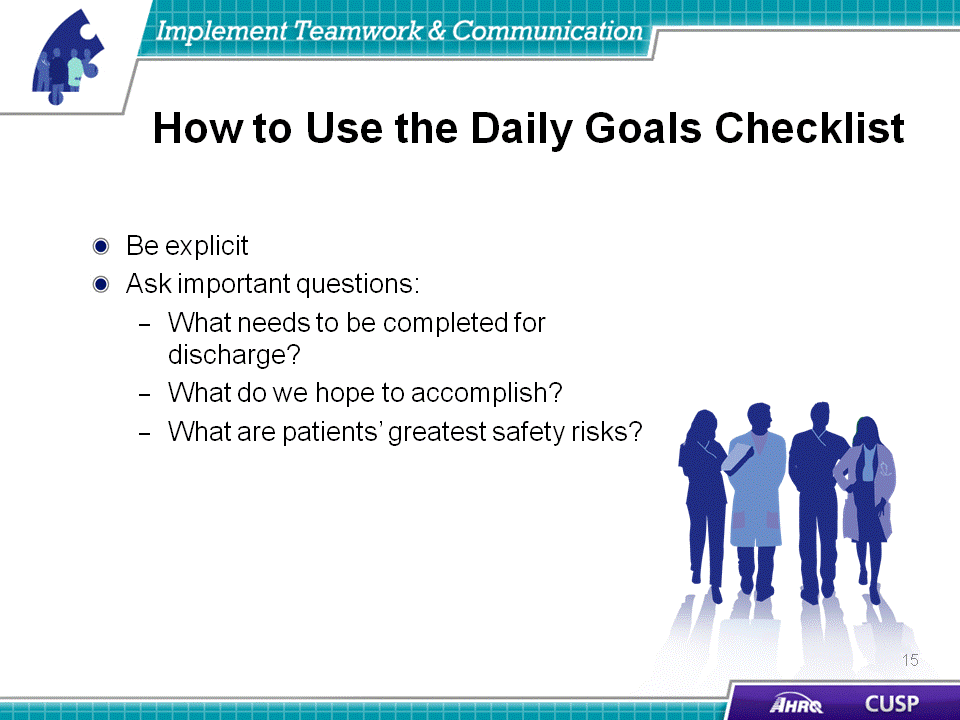 Implement Teamwork & Communication
How to Use the Daily Goals Checklist
Be explicit
Ask important questions:
– What needs to be completed for
discharge?
– What do we hope to accomplish?
– What are patients’ greatest safety risks?
15
AHRQ CUSP